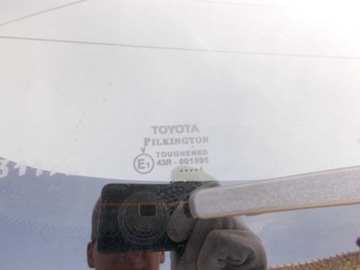 TOYOTA
PILKINGTON
TOUGHENED
E1 43R - 001595